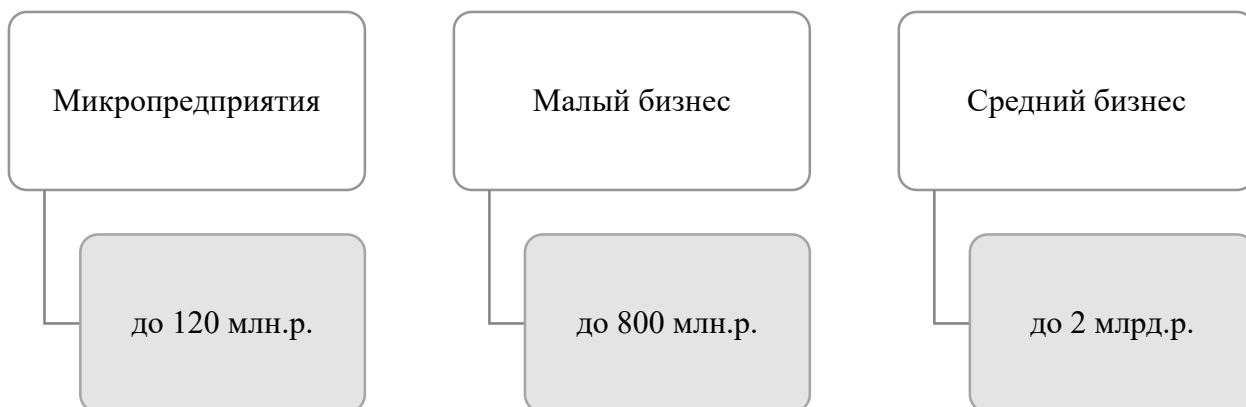 Микропредприятия
до 120 млн.р.
Малый бизнес
до 800 млн.р.
Средний бизнес
до 2 млрд.р.